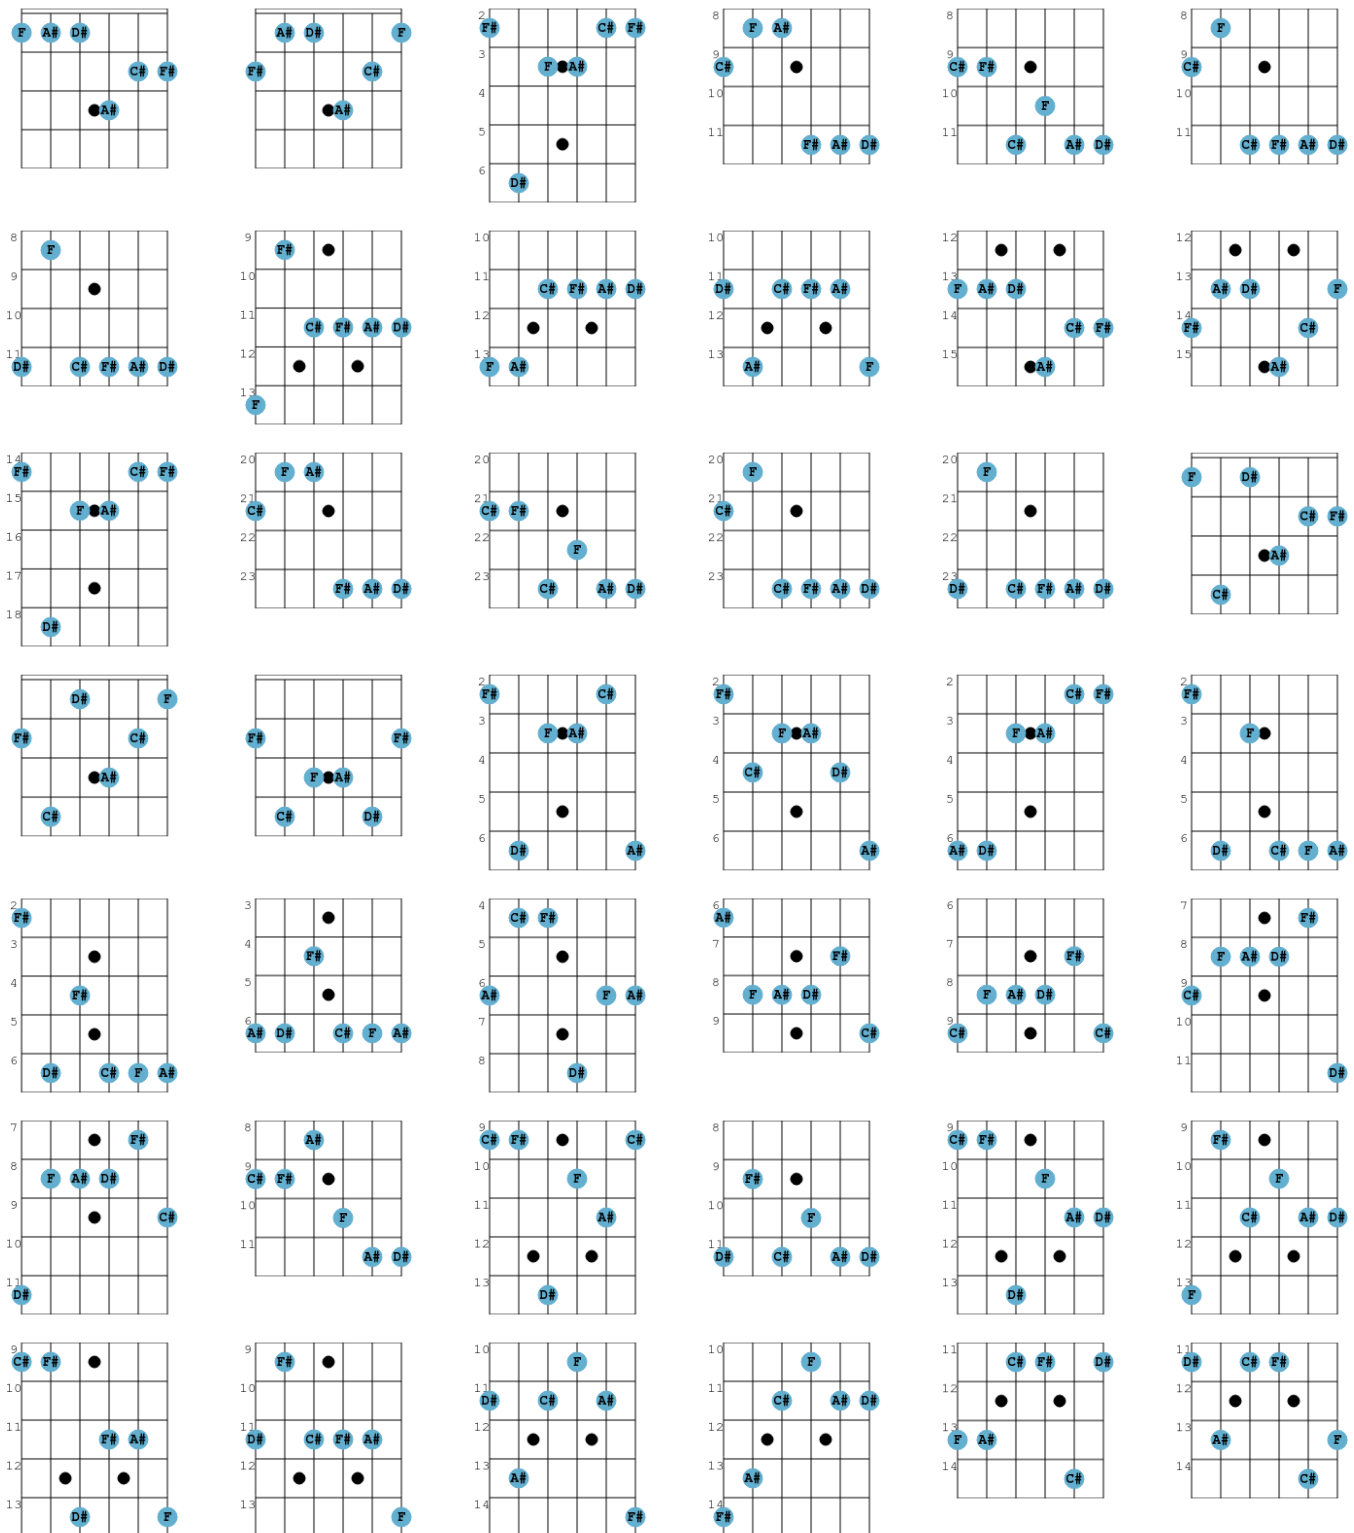 F A# D#
C# F#
A#
A# D# F
F# C#
A#
2
F# C# F#
3
F A#
4
5
6
D#
8
F A#
9
C#
10
11
F# A# D#
8
9
C# F#
10
F
11
C# A# D#
8
F
9
C#
10
11
C# F# A# D#
8
F
9
10
11
D# C# F# A# D#
9
F#
10
11
C# F# A# D#
12
13
F
10
11
C# F# A# D#
12
13
F A#
10
11
D# C# F# A#
12
13
A# F
12
13
F A# D#
14
C# F#
15
A#
12
13
A# D# F
14
F# C#
15
A#
14
F# C# F#
15
F A#
16
17
18
D#
20
F A#
21
C#
22
23
F# A# D#
20
21
C# F#
22
F
23
C# A# D#
20
F
21
C#
22
23
C# F# A# D#
20
F
21
22
23
D# C# F# A# D#
F D#
C# F#
A#
C#
D# F
F# C#
A#
C#
F# F#
F A#
C# D#
2
F# C#
3
F A#
4
5
6
D# A#
2
F#
3
F A#
4
C# D#
5
6
A#
2
C# F#
3
F A#
4
5
6
A# D#
2
F#
3
F
4
5
6
D# C# F A#
2
F#
3
4
F#
5
6
D# C# F A#
3
4
F#
5
6
A# D# C# F A#
4
C# F#
5
6
A# F A#
7
8
D#
6
A#
7
F#
8
F A# D#
9
C#
6
7
F#
8
F A# D#
9
C# C#
7
F#
8
F A# D#
9
C#
10
11
D#
7
F#
8
F A# D#
9
C#
10
11
D#
8
A#
9
C# F#
10
F
11
A# D#
9
C# F# C#
10
F
11
A#
12
13
D#
8
9
F#
10
F
11
D# C# A# D#
9
C# F#
10
F
11
A# D#
12
13
D#
9
F#
10
F
11
C# A# D#
12
13
F
9
C# F#
10
11
F# A#
12
13
D# F
9
F#
10
11
D# C# F# A#
12
13
F
10
F
11
D# C# A#
12
13
A#
14
F#
10
F
11
C# A# D#
12
13
A#
14
F#
11
C# F# D#
12
13
F A#
14
C#
11
D# C# F#
12
13
A# F
14
C#